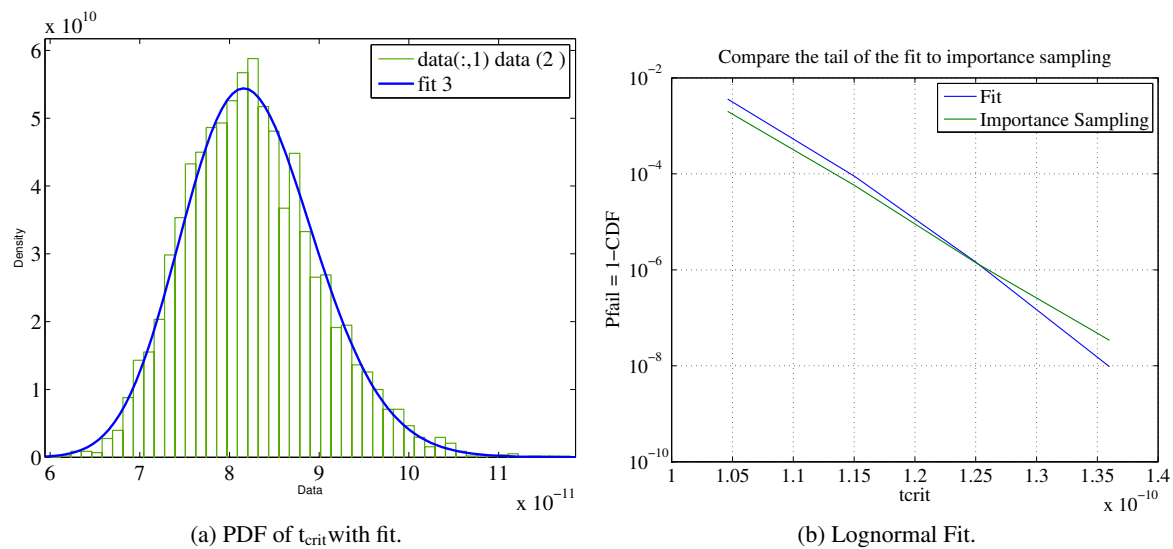 x 10^10
6
5
4
3
2
1
0
Density
data(:,1) data (2 )
fit 3
6
7
8
9
10
11
Data
x 10^-11
(a) PDF of t_crit with fit.
Compare the tail of the fit to importance sampling
10^-2
10^-4
10^-6
10^-8
10^-10
Pfail = 1−CDF
Fit
Importance Sampling
1
1.05
1.1
1.15
1.2
1.25
1.3
1.35
1.4
tcrit
x 10^-10
(b) Lognormal Fit.